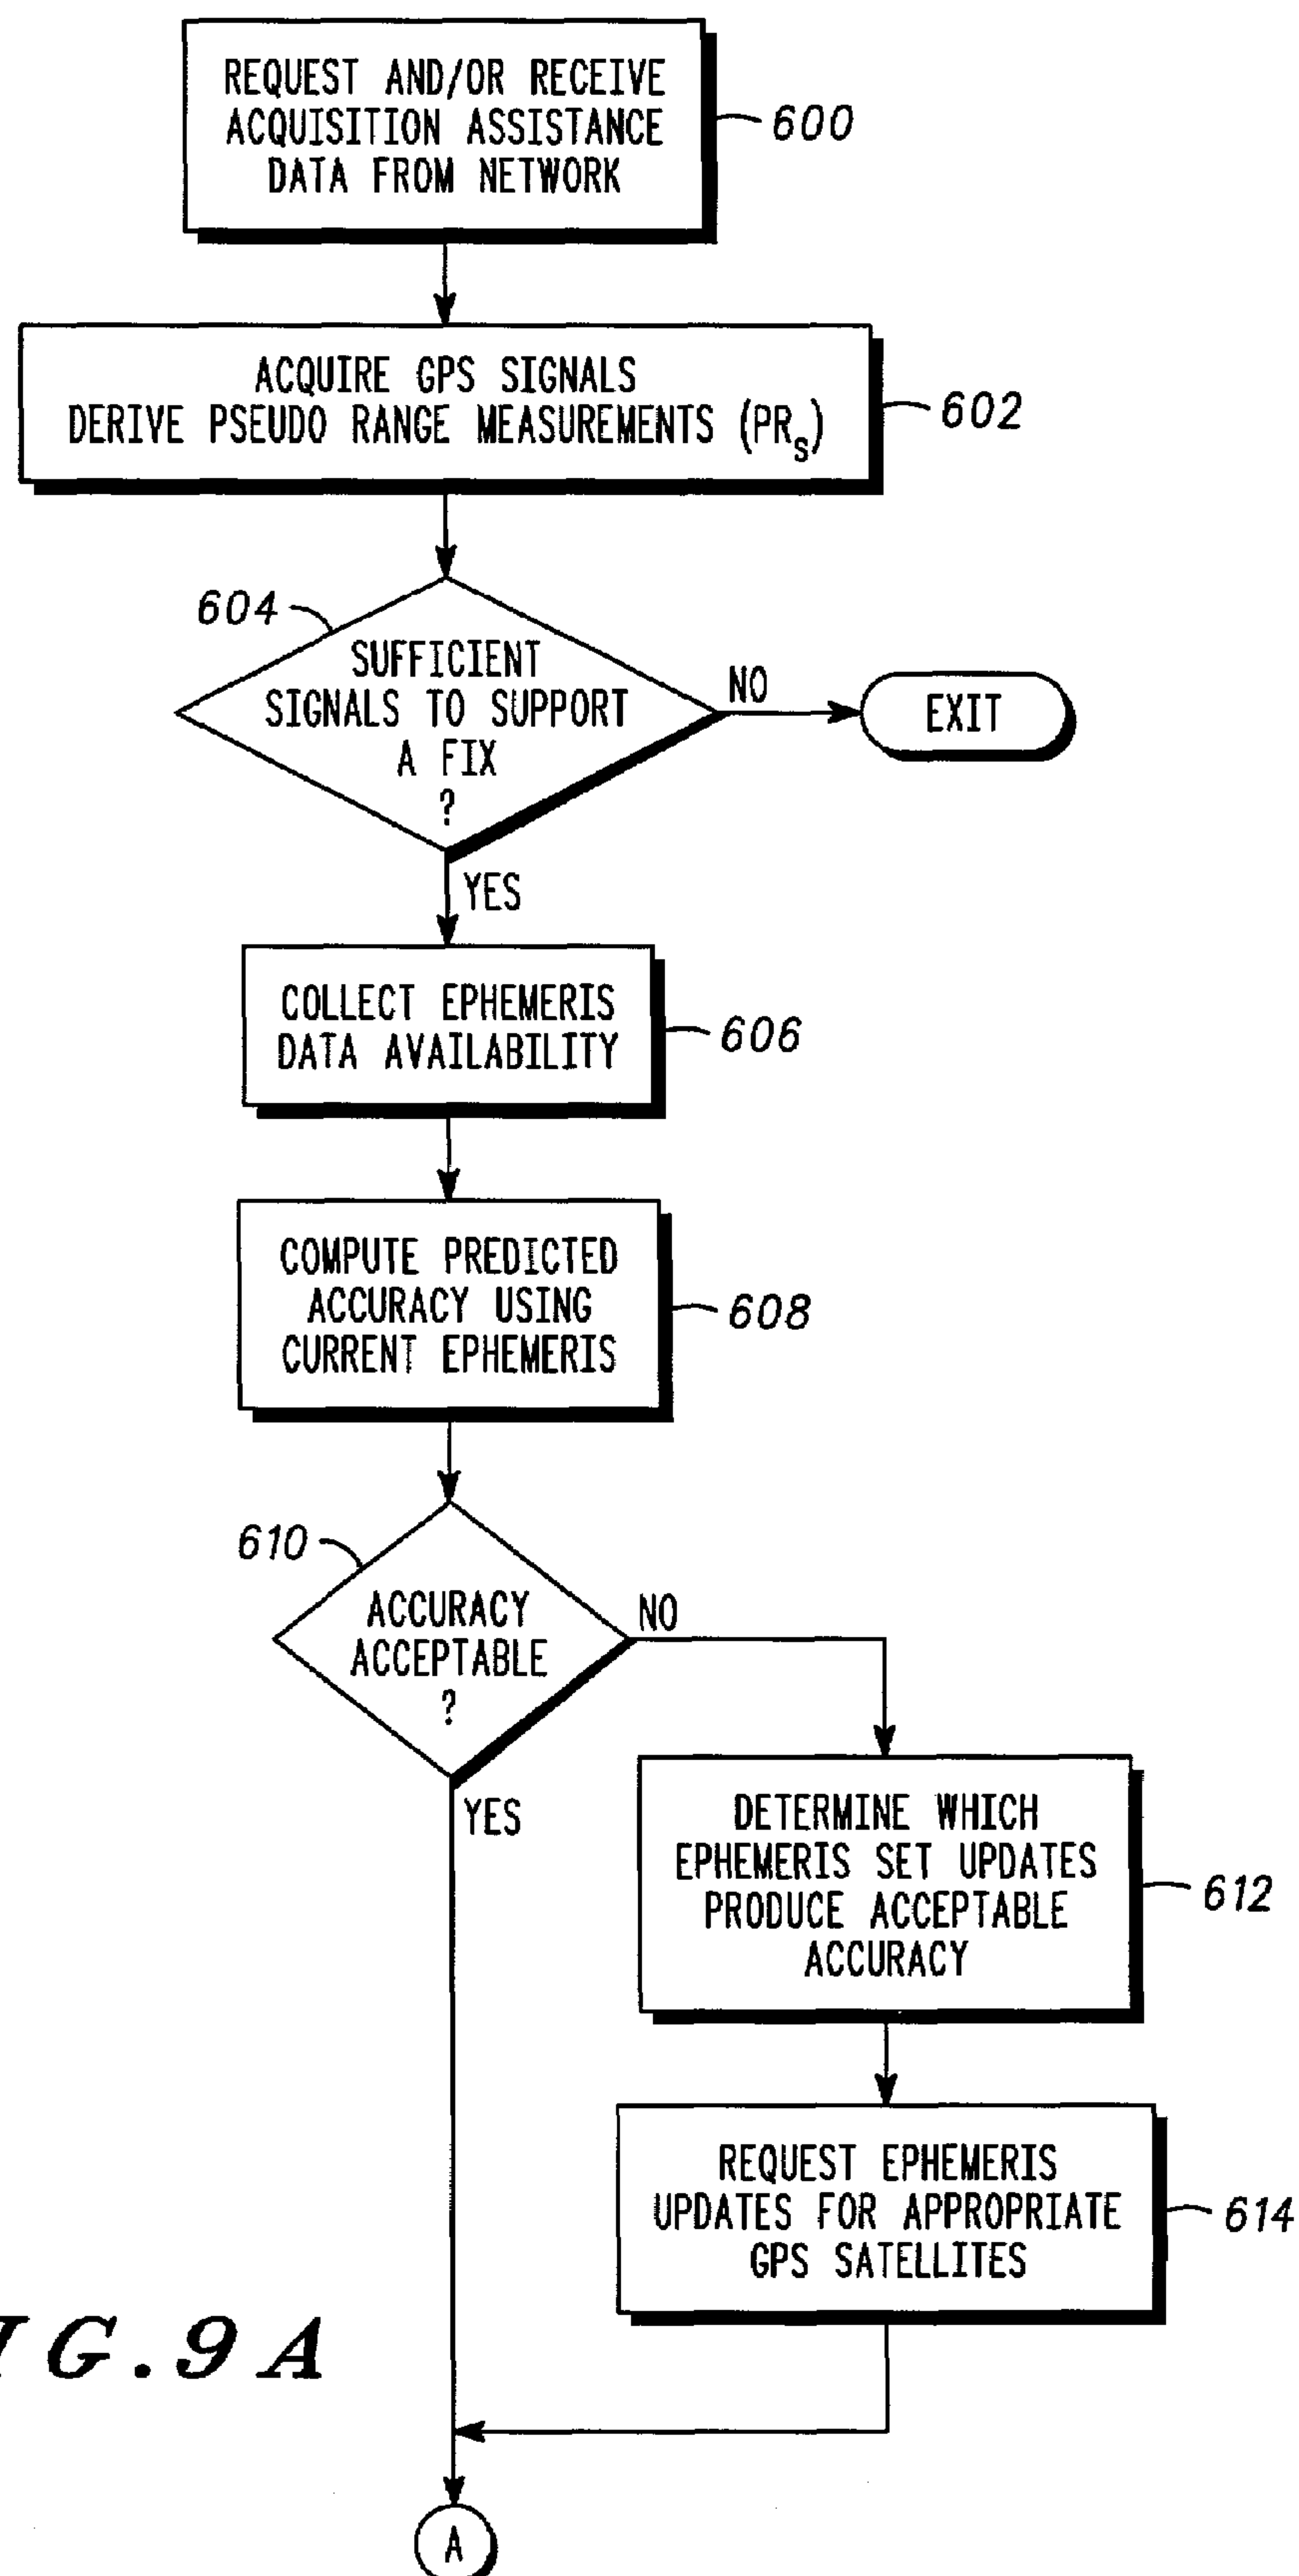 REQUEST AND/OR RECEIVE
ACQUISITION ASSISTANCE
DATA FROM NETWORK
600
ACQUIRE GPS SIGNALS
DERIVE PSEUDO RANGE MEASUREMENTS (PRs)
602
604
SUFFICIENT
SIGNALS TO SUPPORT
A FIX
?
NO
EXIT
YES
COLLECT EPHEMERIS
DATA AVAILABILITY
606
COMPUTE PREDICTED
ACCURACY USING
CURRENT EPHEMERIS
608
610
ACCURACY
ACCEPTABLE
?
NO
YES
DETERMINE WHICH
EPHEMERIS SET UPDATES
PRODUCE ACCEPTABLE
ACCURACY
612
REQUEST EPHEMERIS
UPDATES FOR APPROPRIATE
GPS SATELLITES
614
IG.9A
A